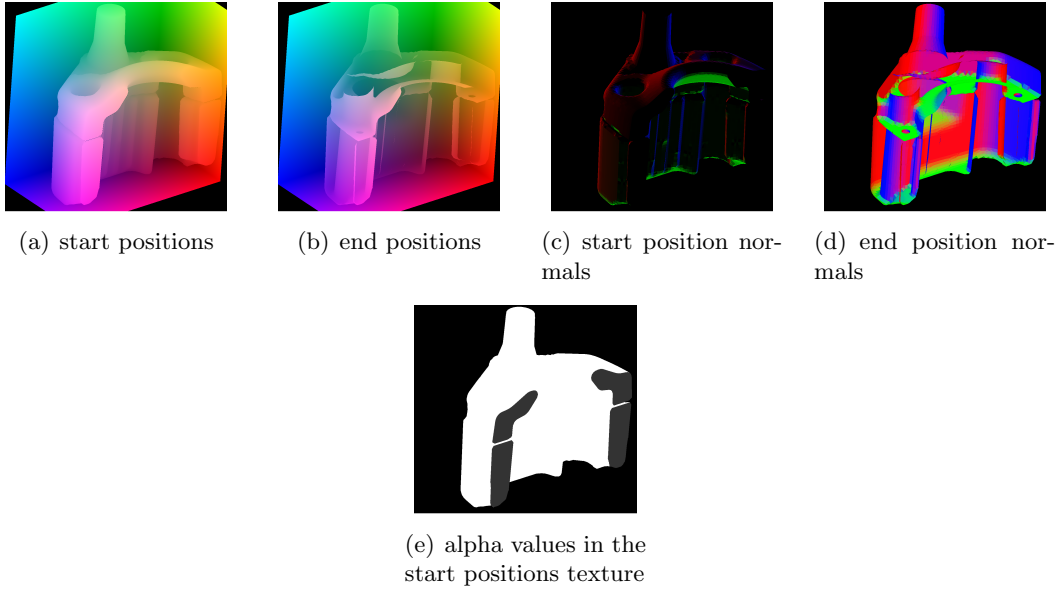 (a) start positions
(b) end positions
(c) start position nor-
mals
(d) end position nor-
mals
(e) alpha values in the
start positions texture